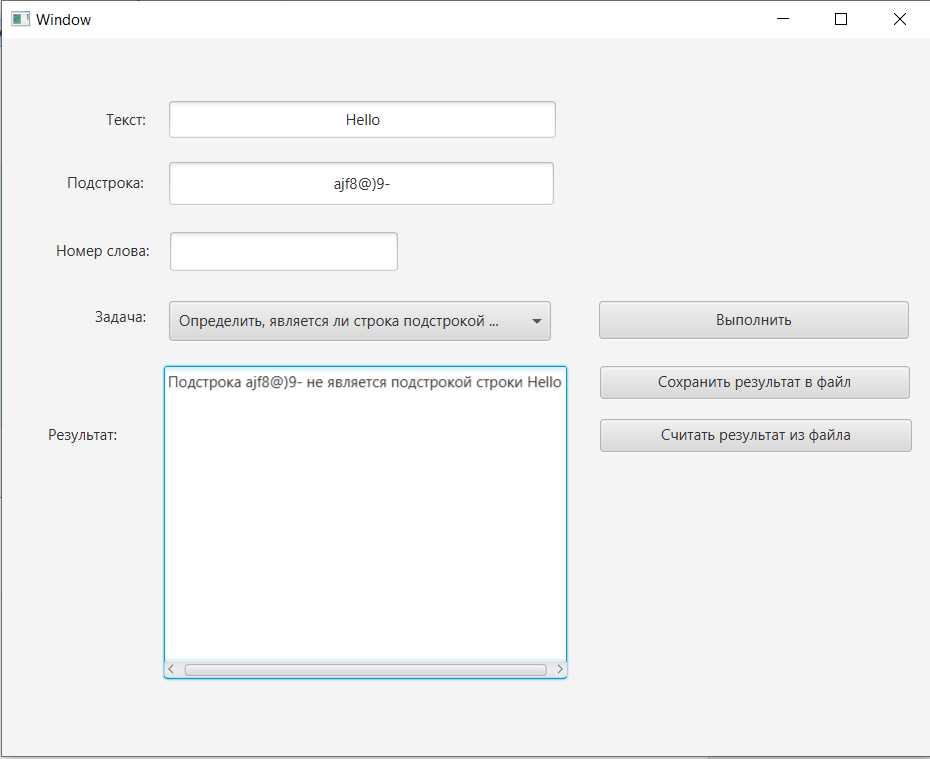 Window
Текст:
Hello
Подстрока:
ajf8@)9-
Номер слова:
Задача:
Определить, является ли строка подстрокой ...
Выполнить
Подстрока ajf8@)9- не является подстрокой строки Hello
Сохранить результат в файл
Результат:
Считать результат из файла